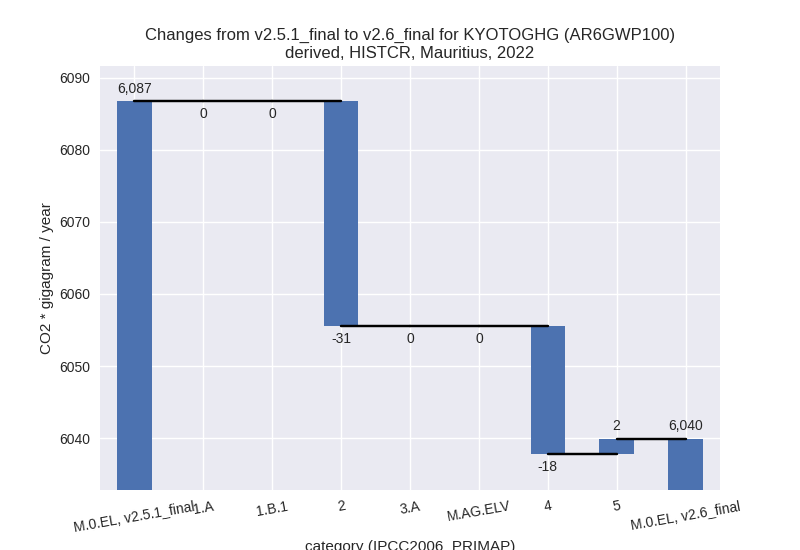 Changes from v2.5.1_final to v2.6_final for KYOTOGHG (AR6GWP100)
derived, HISTCR, Mauritius, 2022
CO2 * gigagram / year
6090
6080
6070
6060
6050
6040
6,087
0
0
-31
0
0
-18
2
6,040
M.0.EL, v2.5.1_final
1.A
1.B.1
2
3.A
M.AG.ELV
4
5
M.0.EL, v2.6_final
category (IPCC2006_PRIMAP)